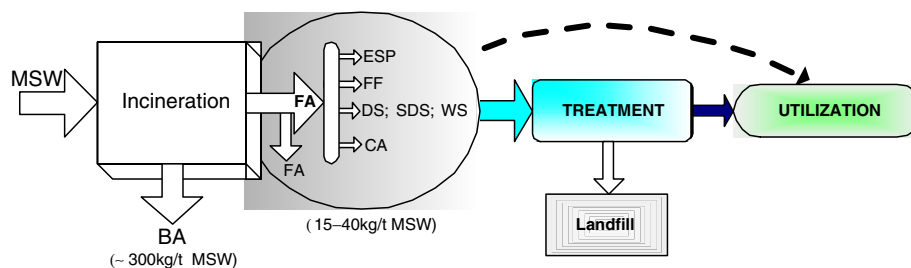 MSW
Incineration
FA
FA
ESP
FF
DS; SDS; WS
CA
TREATMENT
UTILIZATION
Landfill
BA
(~ 300kg/t MSW)
(15–40kg/t MSW)